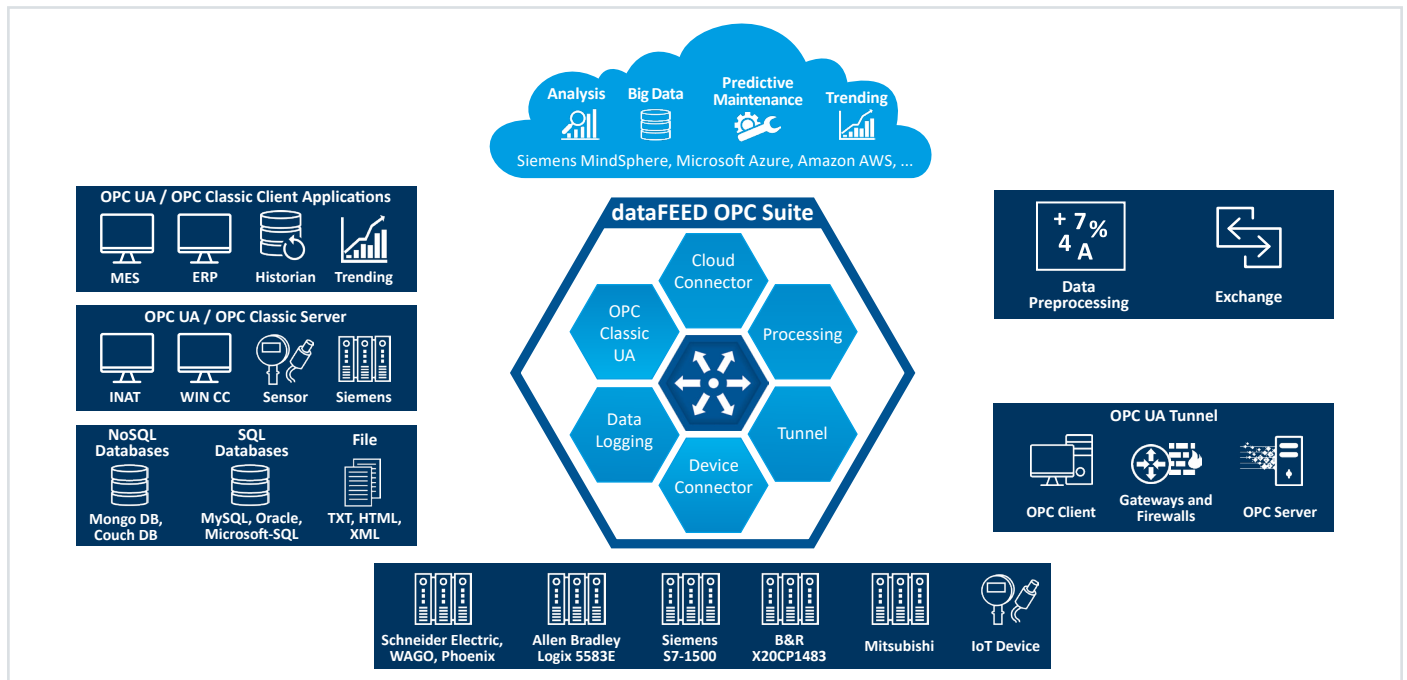 Analysis
Big Data
Predictive
Maintenance
Trending
Siemens MindSphere, Microsoft Azure, Amazon AWS, ...
OPC UA / OPC Classic Client Applications
MES
ERP
Historian
Trending
OPC UA / OPC Classic Server
INAT
WIN CC
Sensor
Siemens
NoSQL
Databases
SQL
Databases
File
Mongo DB,
Couch DB
MySQL, Oracle,
Microsoft-SQL
TXT, HTML,
XML
dataFEED OPC Suite
Cloud
Connector
OPC
Classic
UA
Processing
Data
Logging
Tunnel
Device
Connector
+ 7%
4 A
Data
Preprocessing
Exchange
OPC UA Tunnel
OPC Client
Gateways and
Firewalls
OPC Server
Schneider Electric,
WAGO, Phoenix
Allen Bradley
Logix 5583E
Siemens
S7-1500
B&R
X20CP1483
Mitsubishi
IoT Device